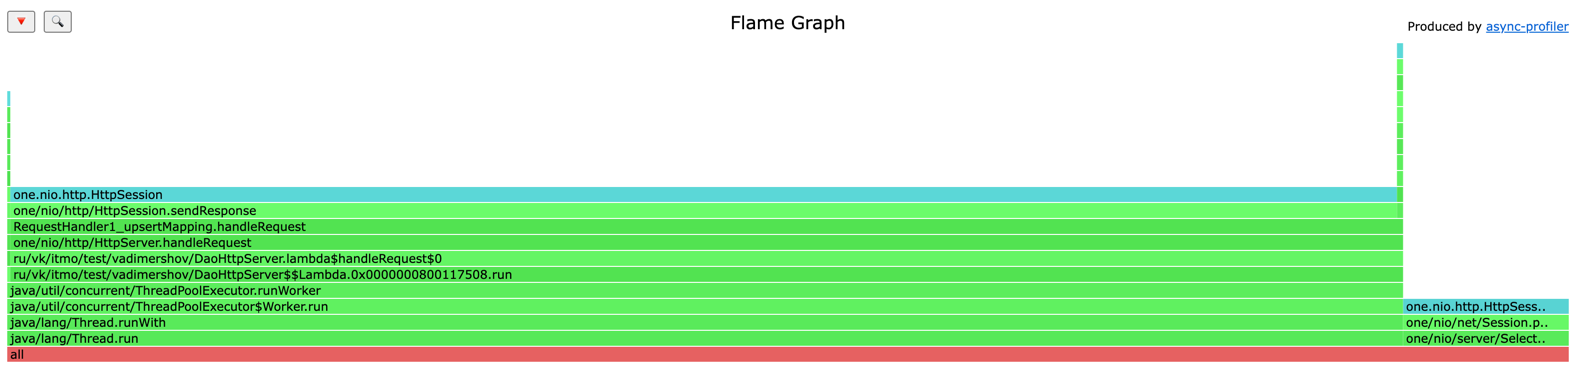 Flame Graph
Produced by async-profiler
one.nio.http.HttpSession
one/nio/http/HttpSession.sendResponse
RequestHandler1_upsertMapping.handleRequest
one/nio/http/HttpServer.handleRequest
ru/vk/itmo/test/vadimershov/DaoHttpServer.lambda$handleRequest$0
ru/vk/itmo/test/vadimershov/DaoHttpServer$$Lambda.0x0000000800117508.run
java/util/concurrent/ThreadPoolExecutor.runWorker
java/util/concurrent/ThreadPoolExecutor$Worker.run
one.nio.http.HttpSess..
java/lang/Thread.runWith
one/nio/net/Session.p..
java/lang/Thread.run
one/nio/server/Select..
all